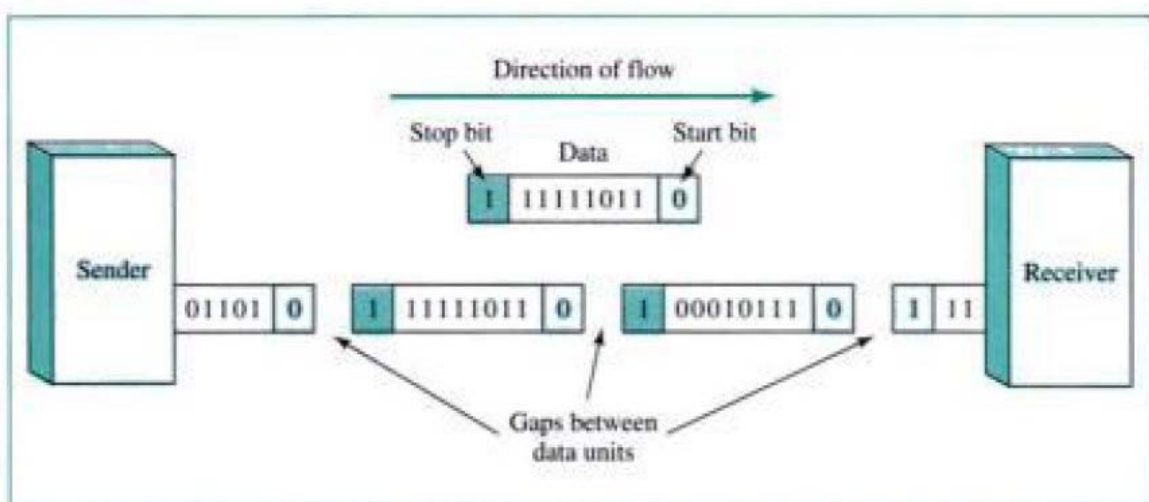 Direction of flow
Stop bit
Start bit
Data
1 11111011 0
Sender
Receiver
01101 0
1 11111011 0
1 00010111 0
1 11
Gaps between
data units